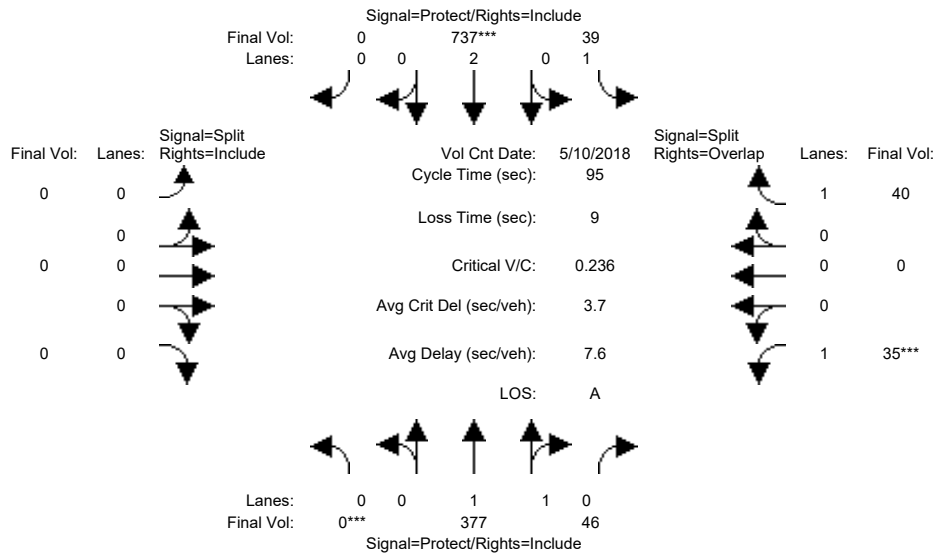 Signal=Protect/Rights=Include
Final Vol: 0 737*** 39
Lanes: 0 0 2 0 1
Signal=Split Signal=Split
Final Vol: Lanes: Rights=Include Vol Cnt Date: 5/10/2018 Rights=Overlap Lanes: Final Vol:
Cycle Time (sec): 95
0 0 1 40
Loss Time (sec): 9
0 0
0 0 Critical V/C: 0.236 0 0
0 Avg Crit Del (sec/veh): 3.7 0
0 0 Avg Delay (sec/veh): 7.6 1 35***
LOS: A
Lanes: 0 0 1 1 0
Final Vol: 0*** 377 46
Signal=Protect/Rights=Include